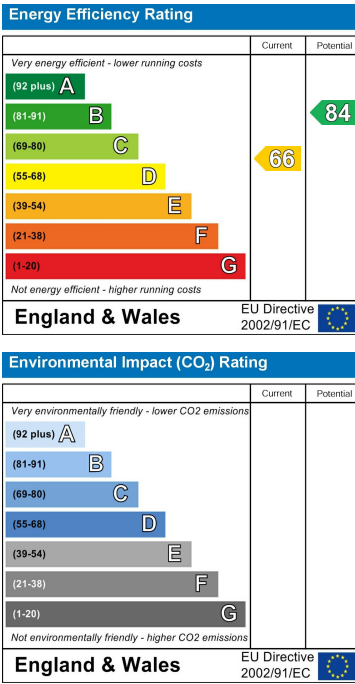 Energy Efficiency Rating
Current Potential
Very energy efficient - lower running costs
(92 plus) A
(81-91) B
84
(69-80) C
66
(55-68) D
(39-54) E
(21-38) F
(1-20) G
Not energy efficient - higher running costs
England & Wales
EU Directive
2002/91/EC
Environmental Impact (CO₂) Rating
Current Potential
Very environmentally friendly - lower CO2 emissions
(92 plus) A
(81-91) B
(69-80) C
(55-68) D
(39-54) E
(21-38) F
(1-20) G
Not environmentally friendly - higher CO2 emissions
England & Wales
EU Directive
2002/91/EC